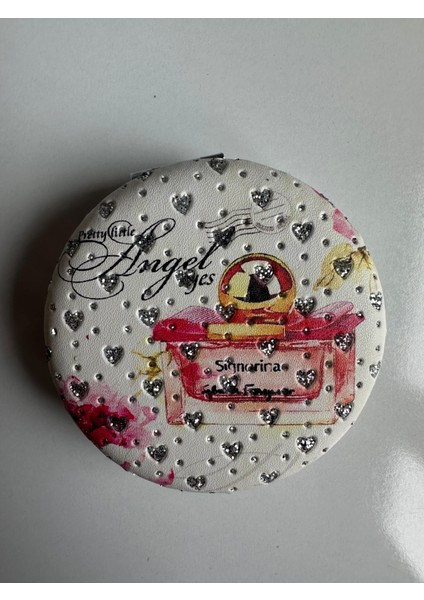 Pretty little
Angel
eyes
Signorina